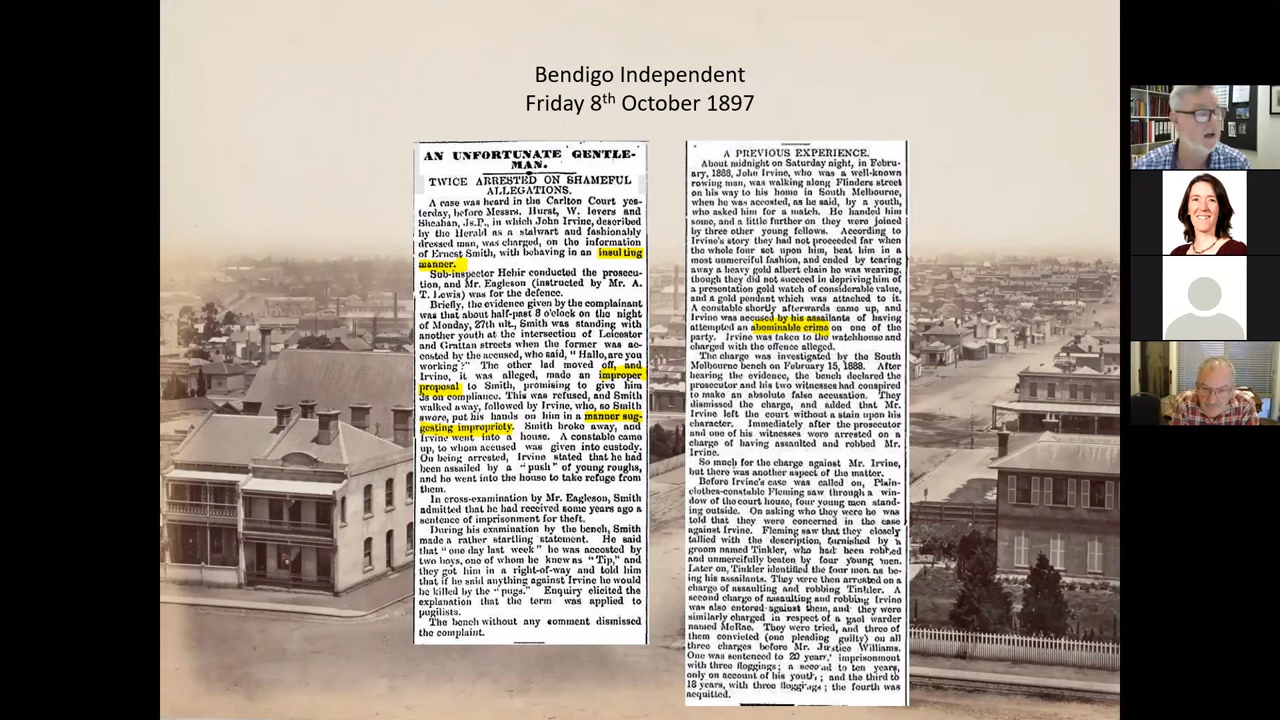 Bendigo Independent
Friday 8th October 1897
AN UNFORTUNATE GENTLE-
MAN.
TWICE ARRESTED ON SHAMEFUL
ALLEGATIONS.
A case was heard in the Carlton Court yes-
terday, before Messrs. Hurst, W. Ievers and
Sheahan, Js.P., in which John Irvine, described
by the Herald as a stalwart and fashionably
dressed man, was charged, on the information
of Ernest Smith, with behaving in an insulting
manner.
Sub-inspector Hehir conducted the prosecu-
tion, and Mr. Eagleson (instructed by Mr. A.
T. Lewis) was for the defence.
Briefly, the evidence given by the complainant
was that about half-past 8 o'clock on the night
of Monday, 27th ult., Smith was standing with
another youth at the intersection of Leicester
and Grattan streets when the former was ac-
costed by the accused, who said, "Hallo, are you
working?" The other lad moved off, and
Irvine, it was alleged, made an improper
proposal to Smith, promising to give him
5s on compliance. This was refused, and Smith
walked away, followed by Irvine, who, so Smith
swore, put his hands on him in a manner sug-
gesting impropriety. Smith broke away, and
Irvine went into a house. A constable came
up, to whom accused was given into custody.
On being arrested, Irvine stated that he had
been assailed by a "push" of young roughs,
and he went into the house to take refuge from
them.
In cross-examination by Mr. Eagleson, Smith
admitted that he had received some years ago a
sentence of imprisonment for theft.
During his examination by the bench, Smith
made a rather startling statement. He said
that "one day last week" he was accosted by
two boys, one of whom he knew as "Tip," and
they got him in a right-of-way and told him
that if he said anything against Irvine he would
be killed by the "pugs." Enquiry elicited the
explanation that the term was applied to
pugilists.
The bench without any comment dismissed
the complaint.
A PREVIOUS EXPERIENCE.
About midnight on Saturday night, in Febru-
ary, 1888, John Irvine, who was a well-known
rowing man, was walking along Flinders street
on his way to his home in South Melbourne,
when he was accosted, as he said, by a youth,
who asked him for a match. He handed him
some, and a little further on they were joined
by three other young fellows. According to
Irvine's story they had not proceeded far when
the whole four set upon him, beat him in a
most unmerciful fashion, and ended by tearing
away a heavy gold albert chain he was wearing,
though they did not succeed in depriving him of
a presentation gold watch of considerable value,
and a gold pendant which was attached to it.
A constable shortly afterwards came up, and
Irvine was accused by his assailants of having
attempted an abominable crime on one of the
party. Irvine was taken to the watchhouse and
charged with the offence alleged.
The charge was investigated by the South
Melbourne bench on February 15, 1888. After
hearing the evidence, the bench declared the
prosecutor and his two witnesses had conspired
to make an absolute false accusation. They
dismissed the charge, and added that Mr.
Irvine left the court without a stain upon his
character. Immediately after the prosecutor
and one of his witnesses were arrested on a
charge of having assaulted and robbed Mr.
Irvine.
So much for the charge against Mr. Irvine,
but there was another aspect of the matter.
Before Irvine's case was called on, Plain-
clothes-constable Fleming saw through a win-
dow of the court house, four young men stand-
ing outside. On asking who they were he was
told that they were concerned in the case
against Irvine. Fleming saw that they closely
tallied with the description, furnished by a
groom named Tinkler, who had been robbed
and unmercifully beaten by four young men.
Later on, Tinkler identified the four men as be-
ing his assailants. They were then arrested on a
charge of assaulting and robbing Tinkler. A
second charge of assaulting and robbing Irvine
was also entered against them, and they were
similarly charged in respect of a gaol warder
named McRae. They were tried, and three of
them convicted (one pleading guilty) on all
three charges before Mr. Justice Williams.
One was sentenced to 20 years' imprisonment
with three floggings; a second to ten years,
only on account of his youth; and the third to
18 years, with three floggings; the fourth was
acquitted.